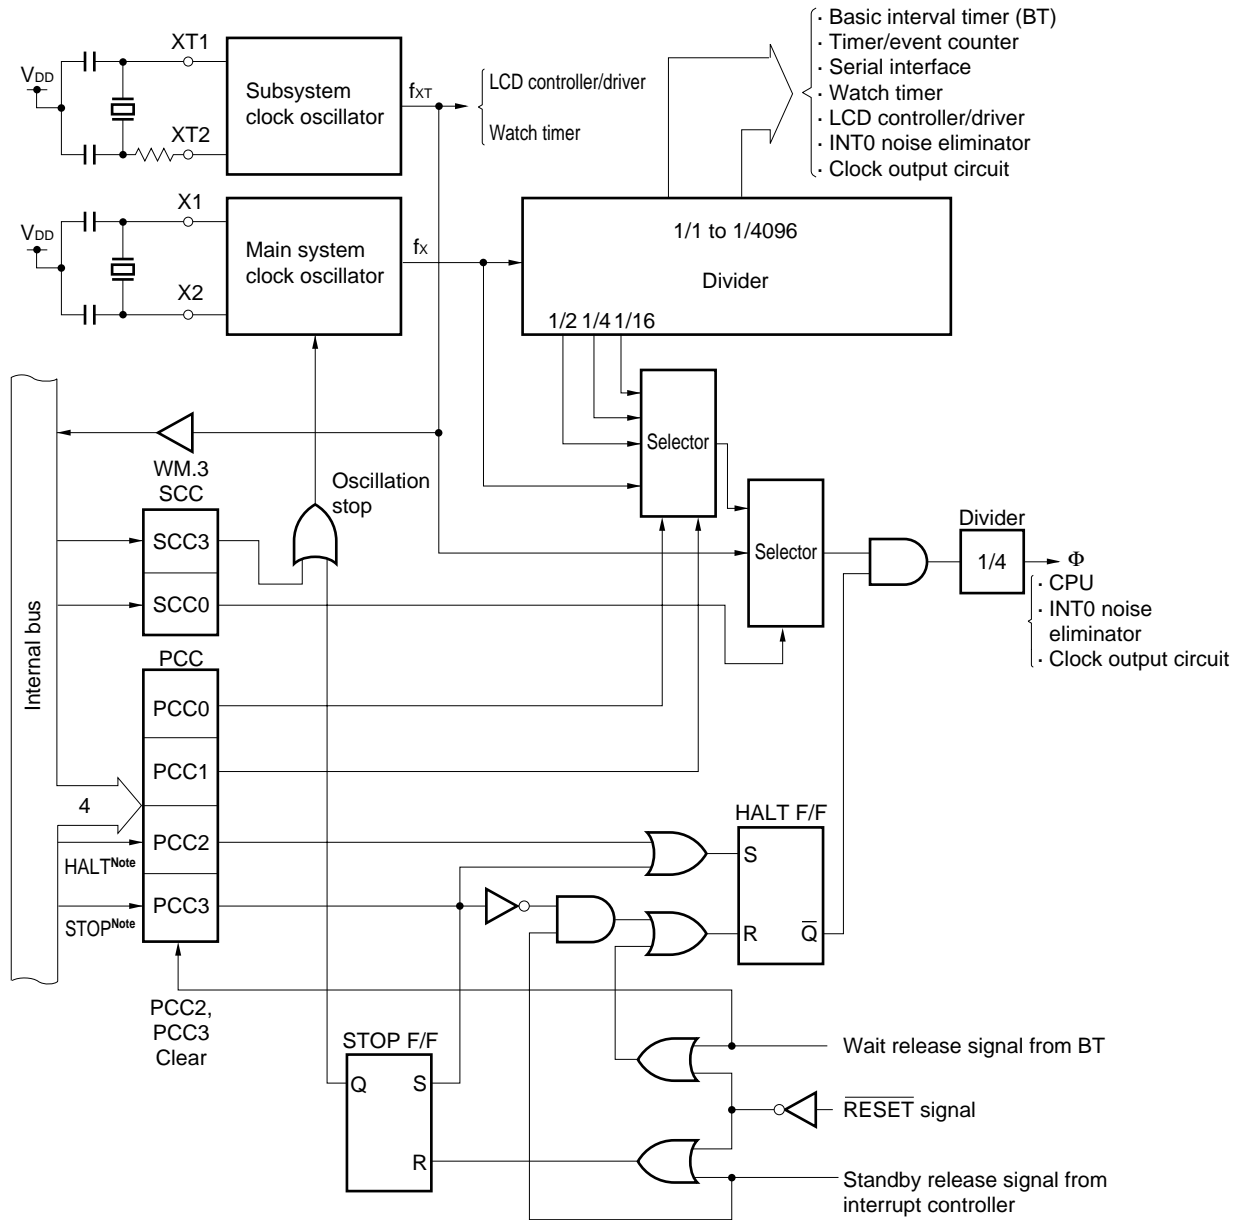 · Basic interval timer (BT)
· Timer/event counter
· Serial interface
· Watch timer
· LCD controller/driver
· INT0 noise eliminator
· Clock output circuit
XT1
VDD
Subsystem
clock oscillator
fXT
LCD controller/driver
Watch timer
XT2
X1
VDD
Main system
clock oscillator
fX
X2
1/1 to 1/4096
Divider
1/2 1/4 1/16
Selector
WM.3
SCC
Oscillation
stop
SCC3
SCC0
Selector
Divider
1/4
Φ
· CPU
· INT0 noise
eliminator
· Clock output circuit
Internal bus
PCC
PCC0
PCC1
4
PCC2
HALTNote
PCC3
STOPNote
HALT F/F
S
R
Q̅
PCC2,
PCC3
Clear
STOP F/F
Q
S
R
Wait release signal from BT
R̅E̅S̅E̅T̅ signal
Standby release signal from
interrupt controller